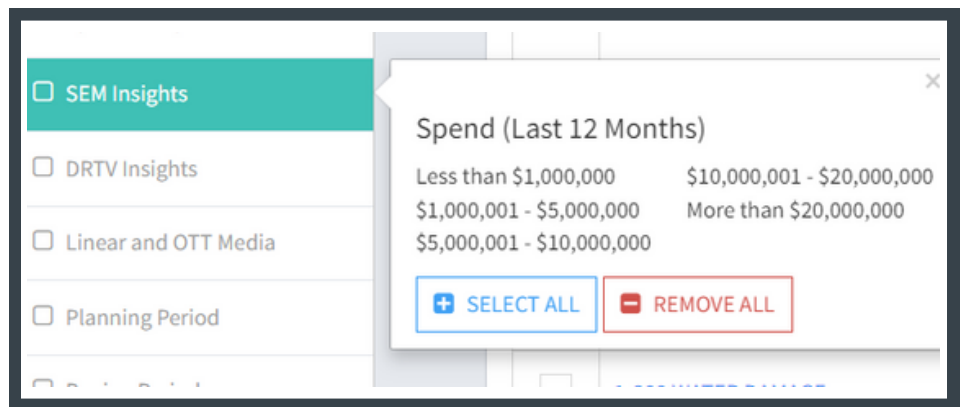 SEM Insights
DRTV Insights
Linear and OTT Media
Planning Period
Spend (Last 12 Months)
Less than $1,000,000
$10,000,001 - $20,000,000
$1,000,001 - $5,000,000
More than $20,000,000
$5,000,001 - $10,000,000
SELECT ALL
REMOVE ALL